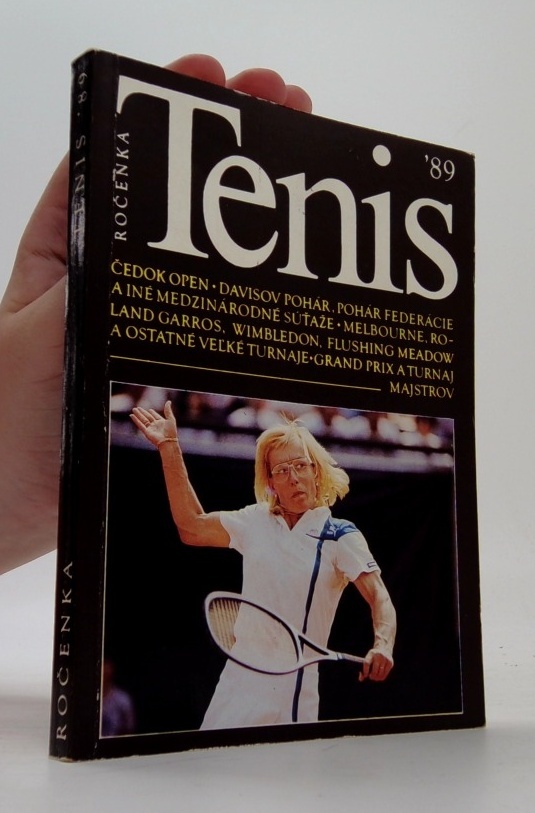 ROČENKA
Tenis
'89
ČEDOK OPEN • DAVISOV POHÁR, POHÁR FEDERÁCIE
A INÉ MEDZINÁRODNÉ SÚŤAŽE • MELBOURNE, RO-
LAND GARROS, WIMBLEDON, FLUSHING MEADOW
A OSTATNÉ VEĽKÉ TURNAJE • GRAND PRIX A TURNAJ
MAJSTROV
ROČENKA TENIS '89